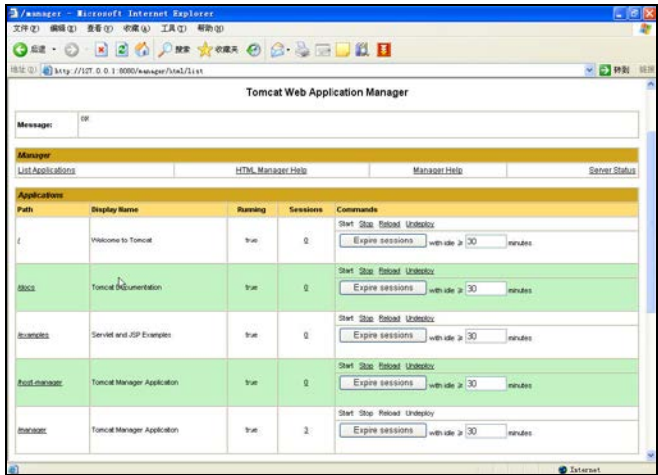 /manager - Microsoft Internet Explorer
文件(F) 编辑(E) 查看(V) 收藏(A) 工具(T) 帮助(H)
后退 搜索 收藏夹
地址(D) http://127.0.0.1:8080/manager/html/list 转到 链接
Tomcat Web Application Manager
Message: OK
Manager
List Applications HTML Manager Help Manager Help Server Status
Applications
Path Display Name Running Sessions Commands
Start Stop Reload Undeploy
/ Welcome to Tomcat true 0 Expire sessions with idle ≥ 30 minutes
Start Stop Reload Undeploy
/docs Tomcat Documentation true 0 Expire sessions with idle ≥ 30 minutes
Start Stop Reload Undeploy
/examples Servlet and JSP Examples true 0 Expire sessions with idle ≥ 30 minutes
Start Stop Reload Undeploy
/host-manager Tomcat Manager Application true 0 Expire sessions with idle ≥ 30 minutes
Start Stop Reload Undeploy
/manager Tomcat Manager Application true 3 Expire sessions with idle ≥ 30 minutes
Internet